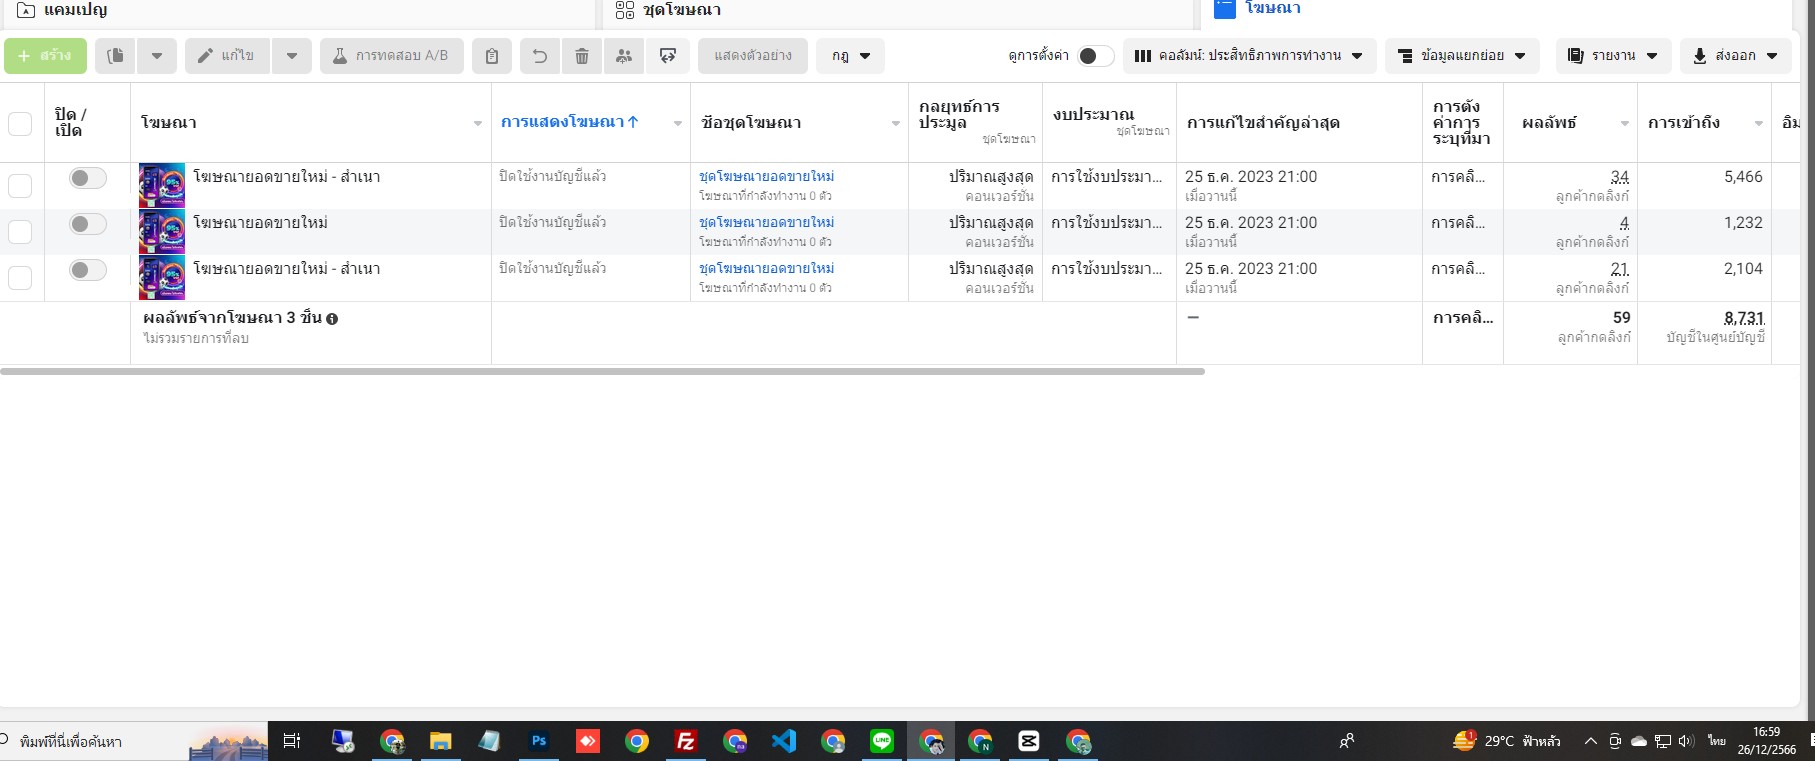 แคมเปญ
ชุดโฆษณา
โฆษณา
+ สร้าง
แก้ไข
การทดสอบ A/B
แสดงตัวอย่าง
กฎ
ดูการตั้งค่า
คอลัมน์: ประสิทธิภาพการทำงาน
ข้อมูลแยกย่อย
รายงาน
ส่งออก
ปิด /
เปิด
โฆษณา
การแสดงโฆษณา ↑
ชื่อชุดโฆษณา
กลยุทธ์การ
ประมูล
ชุดโฆษณา
งบประมาณ
ชุดโฆษณา
การแก้ไขสำคัญล่าสุด
การตั้ง
ค่าการ
ระบุที่มา
ผลลัพธ์
การเข้าถึง
อิม
โฆษณายอดขายใหม่ - สำเนา
ปิดใช้งานบัญชีแล้ว
ชุดโฆษณายอดขายใหม่
โฆษณาที่กำลังทำงาน 0 ตัว
ปริมาณสูงสุด
คอนเวอร์ชัน
การใช้งบประมา...
25 ธ.ค. 2023 21:00
เมื่อวานนี้
การคลิ...
34
ลูกค้ากดลิงก์
5,466
95%
โฆษณายอดขายใหม่
ปิดใช้งานบัญชีแล้ว
ชุดโฆษณายอดขายใหม่
โฆษณาที่กำลังทำงาน 0 ตัว
ปริมาณสูงสุด
คอนเวอร์ชัน
การใช้งบประมา...
25 ธ.ค. 2023 21:00
เมื่อวานนี้
การคลิ...
4
ลูกค้ากดลิงก์
1,232
95%
โฆษณายอดขายใหม่ - สำเนา
ปิดใช้งานบัญชีแล้ว
ชุดโฆษณายอดขายใหม่
โฆษณาที่กำลังทำงาน 0 ตัว
ปริมาณสูงสุด
คอนเวอร์ชัน
การใช้งบประมา...
25 ธ.ค. 2023 21:00
เมื่อวานนี้
การคลิ...
21
ลูกค้ากดลิงก์
2,104
95%
ผลลัพธ์จากโฆษณา 3 ชิ้น
ไม่รวมรายการที่ลบ
—
การคลิ...
59
ลูกค้ากดลิงก์
8,731
บัญชีในศูนย์บัญชี
พิมพ์ที่นี่เพื่อค้นหา
Ps
Fz
LINE
N
1
29°C ฟ้าหลัว
ไทย
16:59
26/12/2566